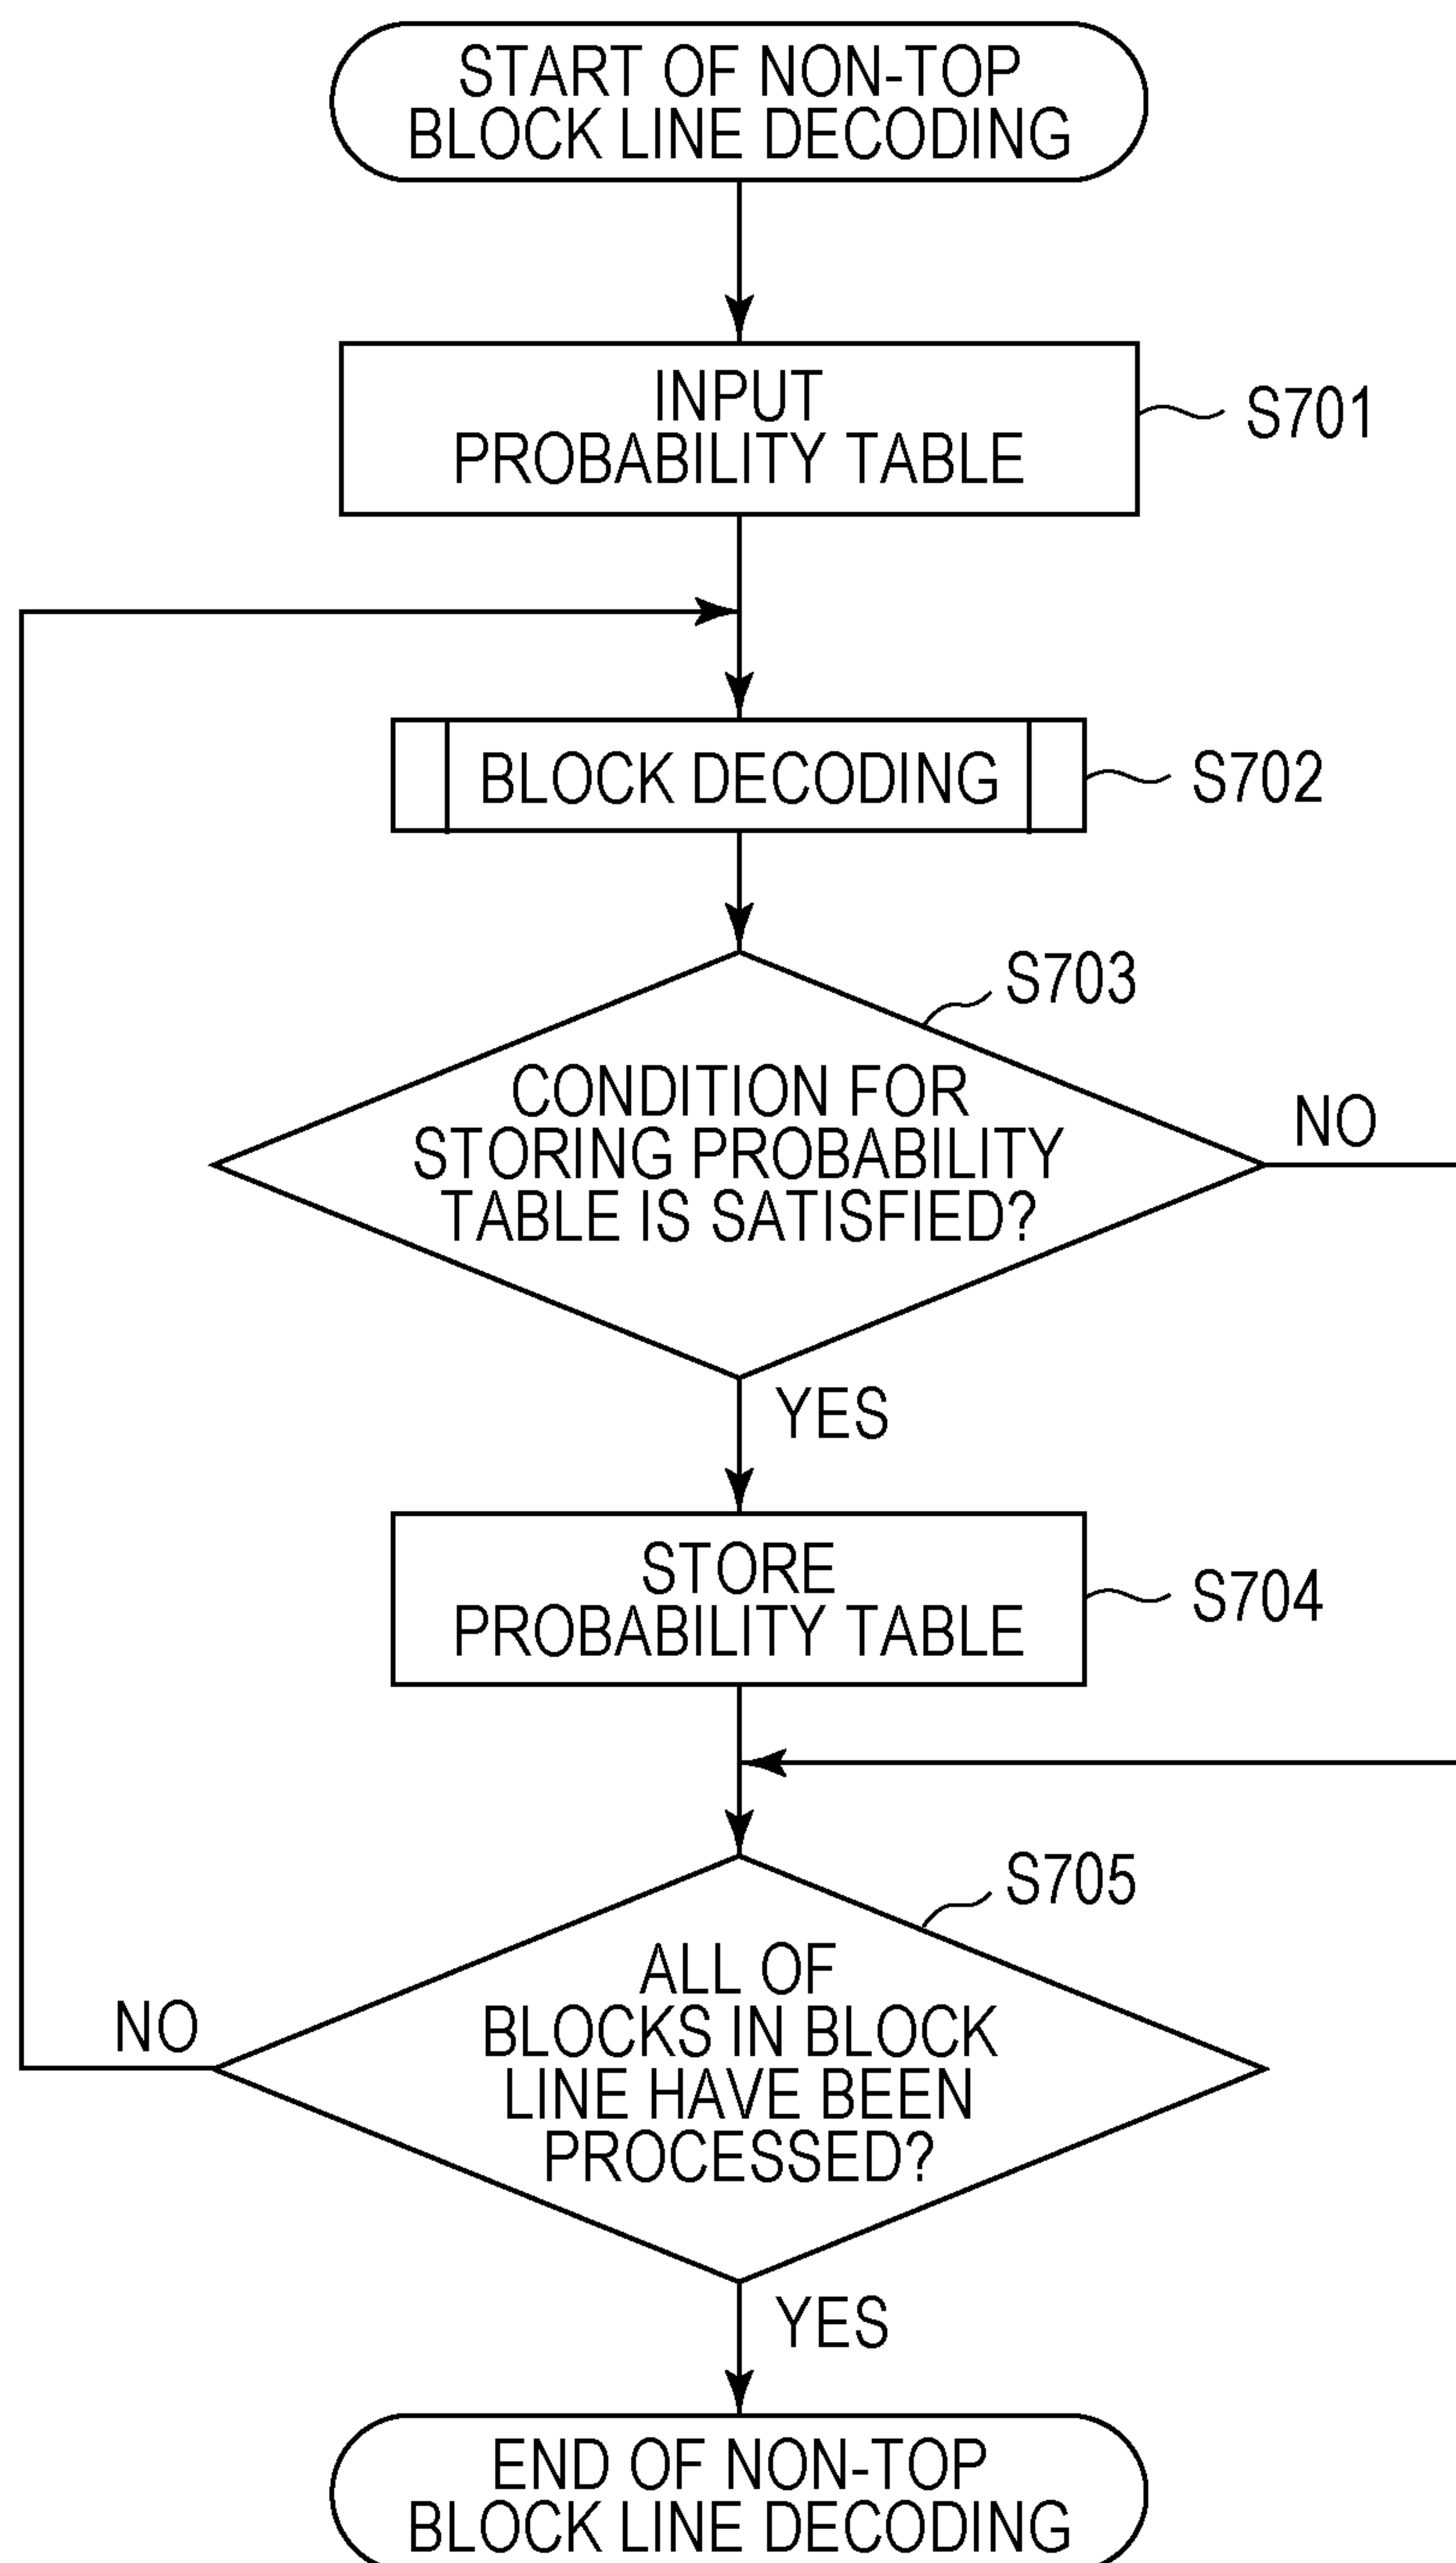 START OF NON-TOP
BLOCK LINE DECODING
INPUT
PROBABILITY TABLE
S701
BLOCK DECODING
S702
S703
CONDITION FOR
STORING PROBABILITY
TABLE IS SATISFIED?
NO
YES
STORE
PROBABILITY TABLE
S704
S705
ALL OF
BLOCKS IN BLOCK
LINE HAVE BEEN
PROCESSED?
NO
YES
END OF NON-TOP
BLOCK LINE DECODING